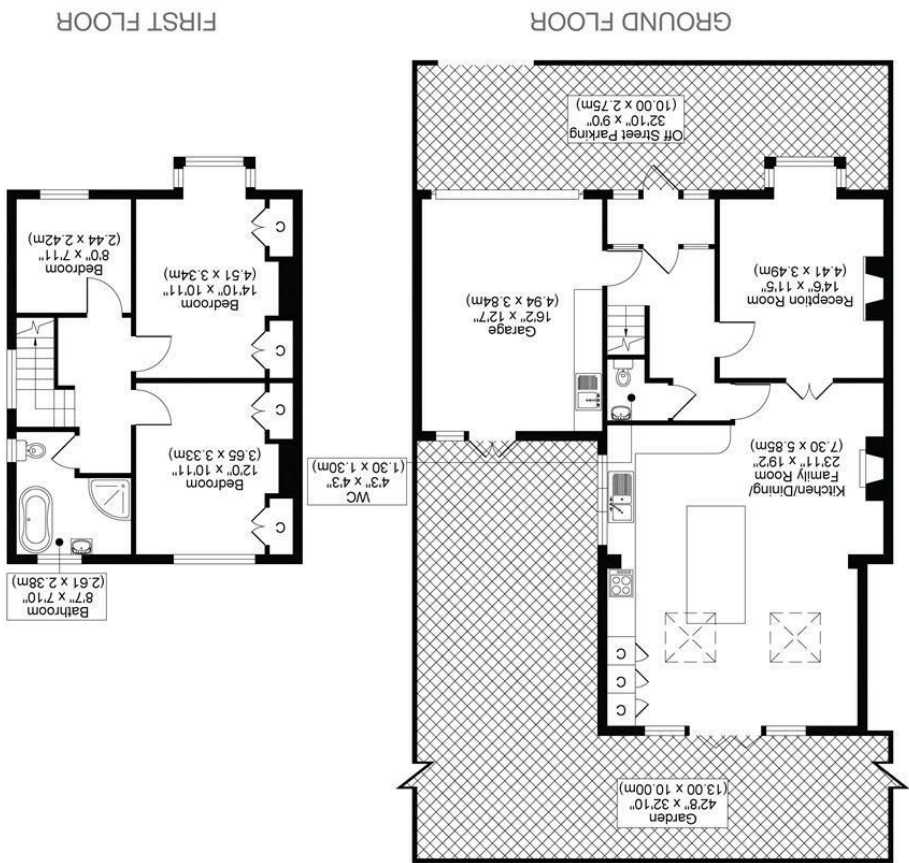 Garden
42'8" x 32'10"
(13.00 x 10.00m)
C
C
C
Kitchen/Dining/
Family Room
23'11" x 19'2"
(7.30 x 5.85m)
WC
4'3" x 4'3"
(1.30 x 1.30m)
Reception Room
14'6" x 11'5"
(4.41 x 3.49m)
Garage
16'2" x 12'7"
(4.94 x 3.84m)
Off Street Parking
32'10" x 9'0"
(10.00 x 2.75m)
GROUND FLOOR
Bathroom
8'7" x 7'10"
(2.61 x 2.38m)
C
Bedroom
12'0" x 10'11"
(3.65 x 3.33m)
C
C
Bedroom
14'10" x 10'11"
(4.51 x 3.34m)
C
Bedroom
8'0" x 7'11"
(2.44 x 2.42m)
FIRST FLOOR